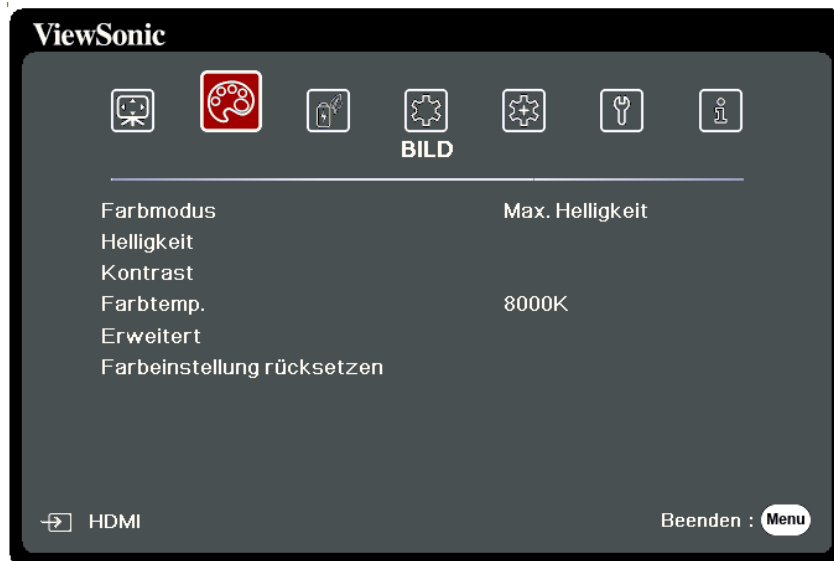 ViewSonic
BILD
Farbmodus Max. Helligkeit
Helligkeit
Kontrast
Farbtemp. 8000K
Erweitert
Farbeinstellung rücksetzen
HDMI Beenden : Menu